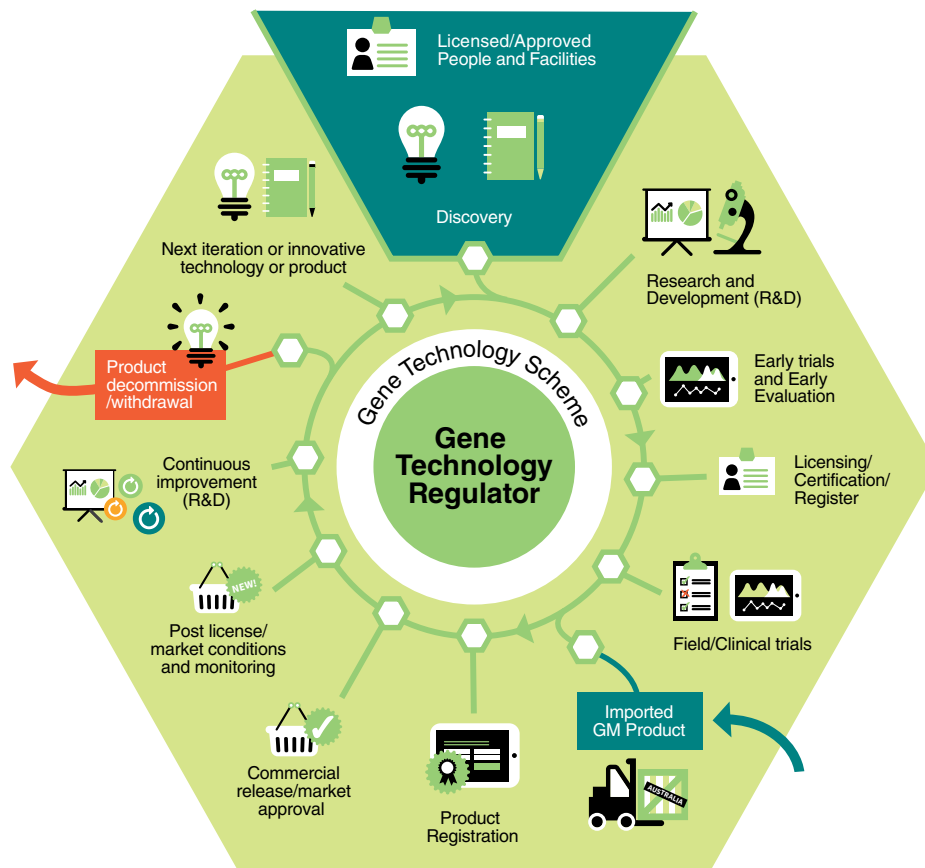 Licensed/Approved
People and Facilities
Discovery
Research and
Development (R&D)
Early trials
and Early
Evaluation
Licensing/
Certification/
Register
Field/Clinical trials
Imported
GM Product
AUSTRALIA
Product
Registration
Commercial
release/market
approval
NEW!
Post license/
market conditions
and monitoring
Continuous
improvement
(R&D)
Product
decommission
/withdrawal
Next iteration or innovative
technology or product
Gene Technology Scheme
Gene
Technology
Regulator